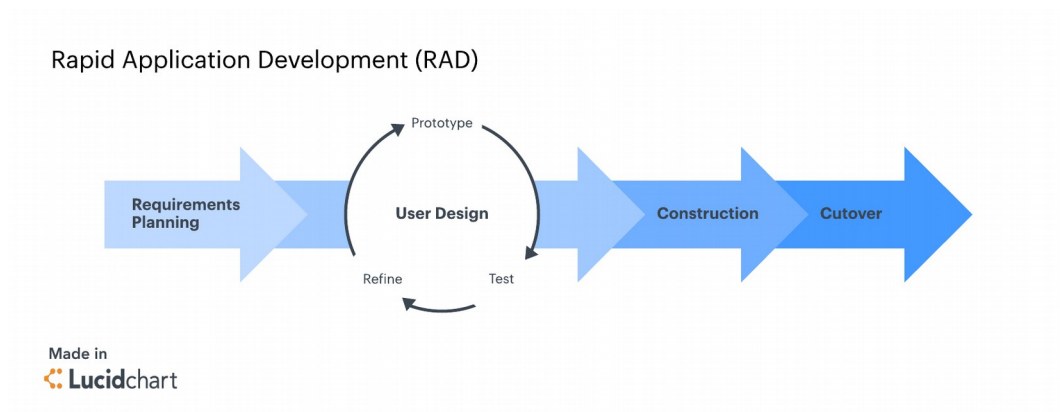 Rapid Application Development (RAD)
Prototype
Requirements
Planning
User Design
Construction
Cutover
Refine
Test
Made in
Lucidchart